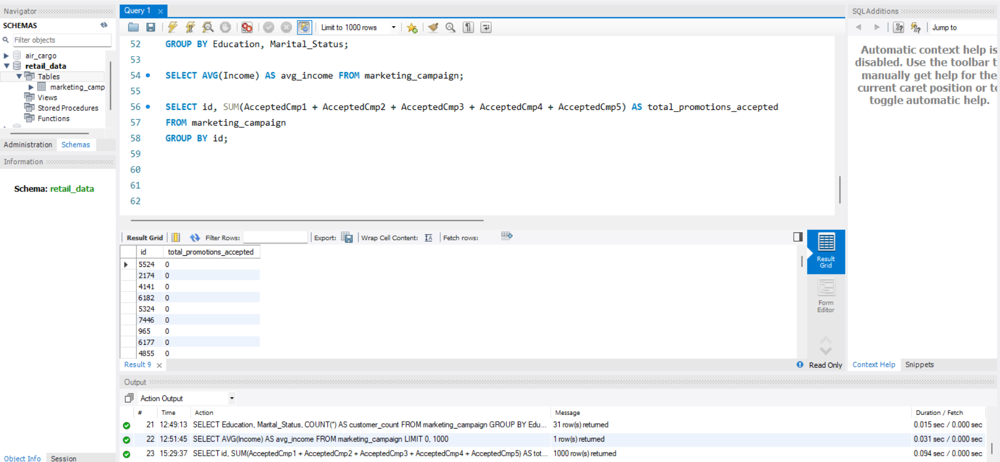 Navigator
SCHEMAS
Filter objects
air_cargo
retail_data
Tables
marketing_camp
Views
Stored Procedures
Functions
Administration Schemas
Information
Schema: retail_data
Object Info Session
Query 1
Limit to 1000 rows
52 GROUP BY Education, Marital_Status;
53
54 SELECT AVG(Income) AS avg_income FROM marketing_campaign;
55
56 SELECT id, SUM(AcceptedCmp1 + AcceptedCmp2 + AcceptedCmp3 + AcceptedCmp4 + AcceptedCmp5) AS total_promotions_accepted
57 FROM marketing_campaign
58 GROUP BY id;
59
60
61
62
Result Grid Filter Rows: Export: Wrap Cell Content: Fetch rows:
id total_promotions_accepted
5524 0
2174 0
4141 0
6182 0
5324 0
7446 0
965 0
6177 0
4855 0
Result Grid
Form Editor
Result 9
Read Only
SQLAdditions
Jump to
Automatic context help is
disabled. Use the toolbar t
manually get help for the
current caret position or to
toggle automatic help.
Context Help Snippets
Output
Action Output
# Time Action Message Duration / Fetch
21 12:49:13 SELECT Education, Marital_Status, COUNT(*) AS customer_count FROM marketing_campaign GROUP BY Edu... 31 row(s) returned 0.015 sec / 0.000 sec
22 12:51:45 SELECT AVG(Income) AS avg_income FROM marketing_campaign LIMIT 0, 1000 1 row(s) returned 0.031 sec / 0.000 sec
23 15:29:37 SELECT id, SUM(AcceptedCmp1 + AcceptedCmp2 + AcceptedCmp3 + AcceptedCmp4 + AcceptedCmp5) AS tot... 1000 row(s) returned 0.094 sec / 0.000 sec